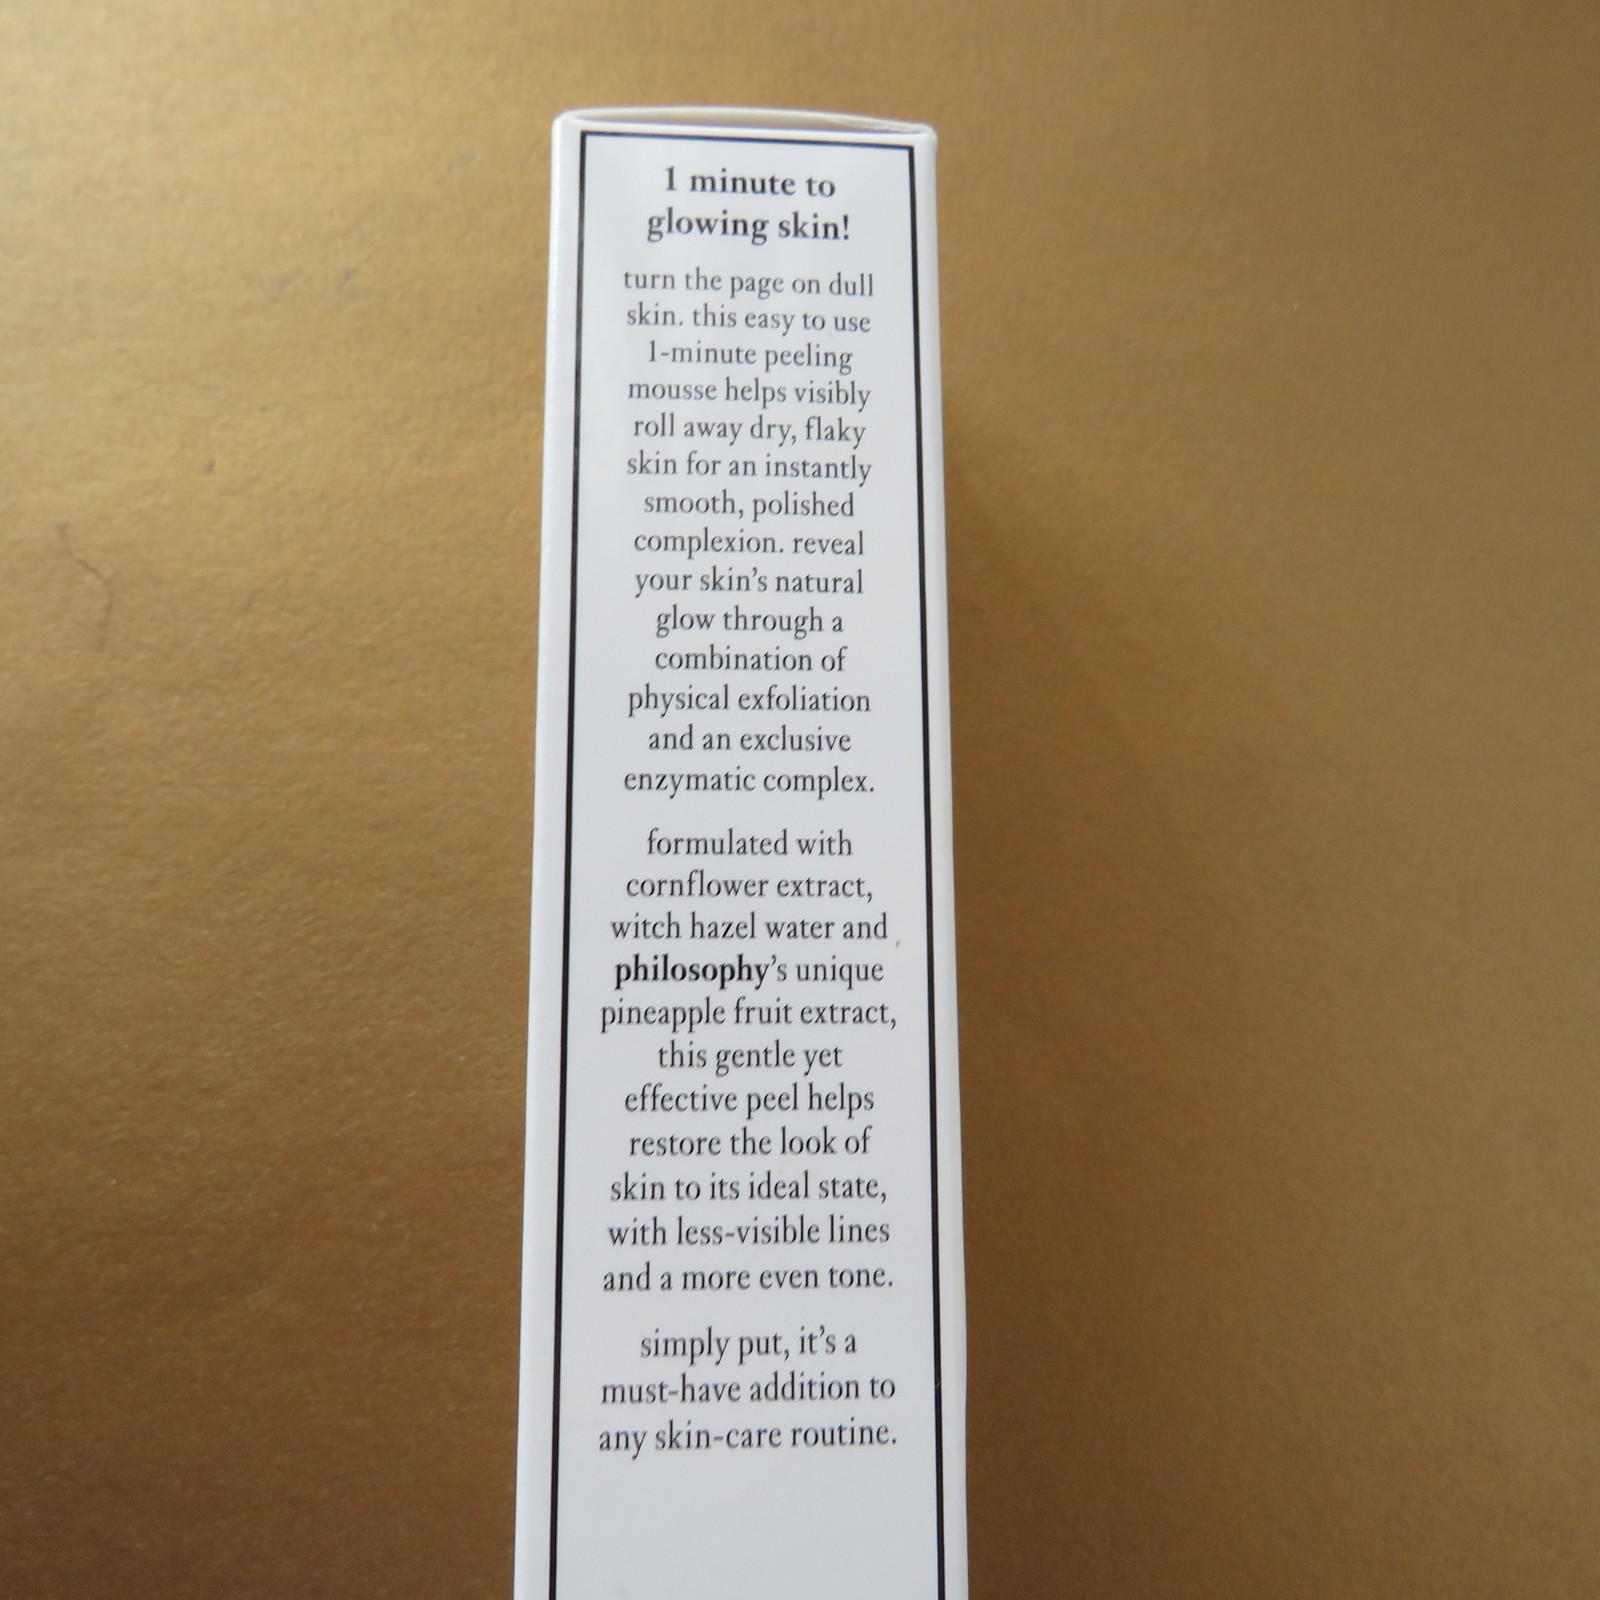 1 minute to
glowing skin!
turn the page on dull
skin. this easy to use
1-minute peeling
mousse helps visibly
roll away dry, flaky
skin for an instantly
smooth, polished
complexion. reveal
your skin’s natural
glow through a
combination of
physical exfoliation
and an exclusive
enzymatic complex.
formulated with
cornflower extract,
witch hazel water and
philosophy’s unique
pineapple fruit extract,
this gentle yet
effective peel helps
restore the look of
skin to its ideal state,
with less-visible lines
and a more even tone.
simply put, it’s a
must-have addition to
any skin-care routine.